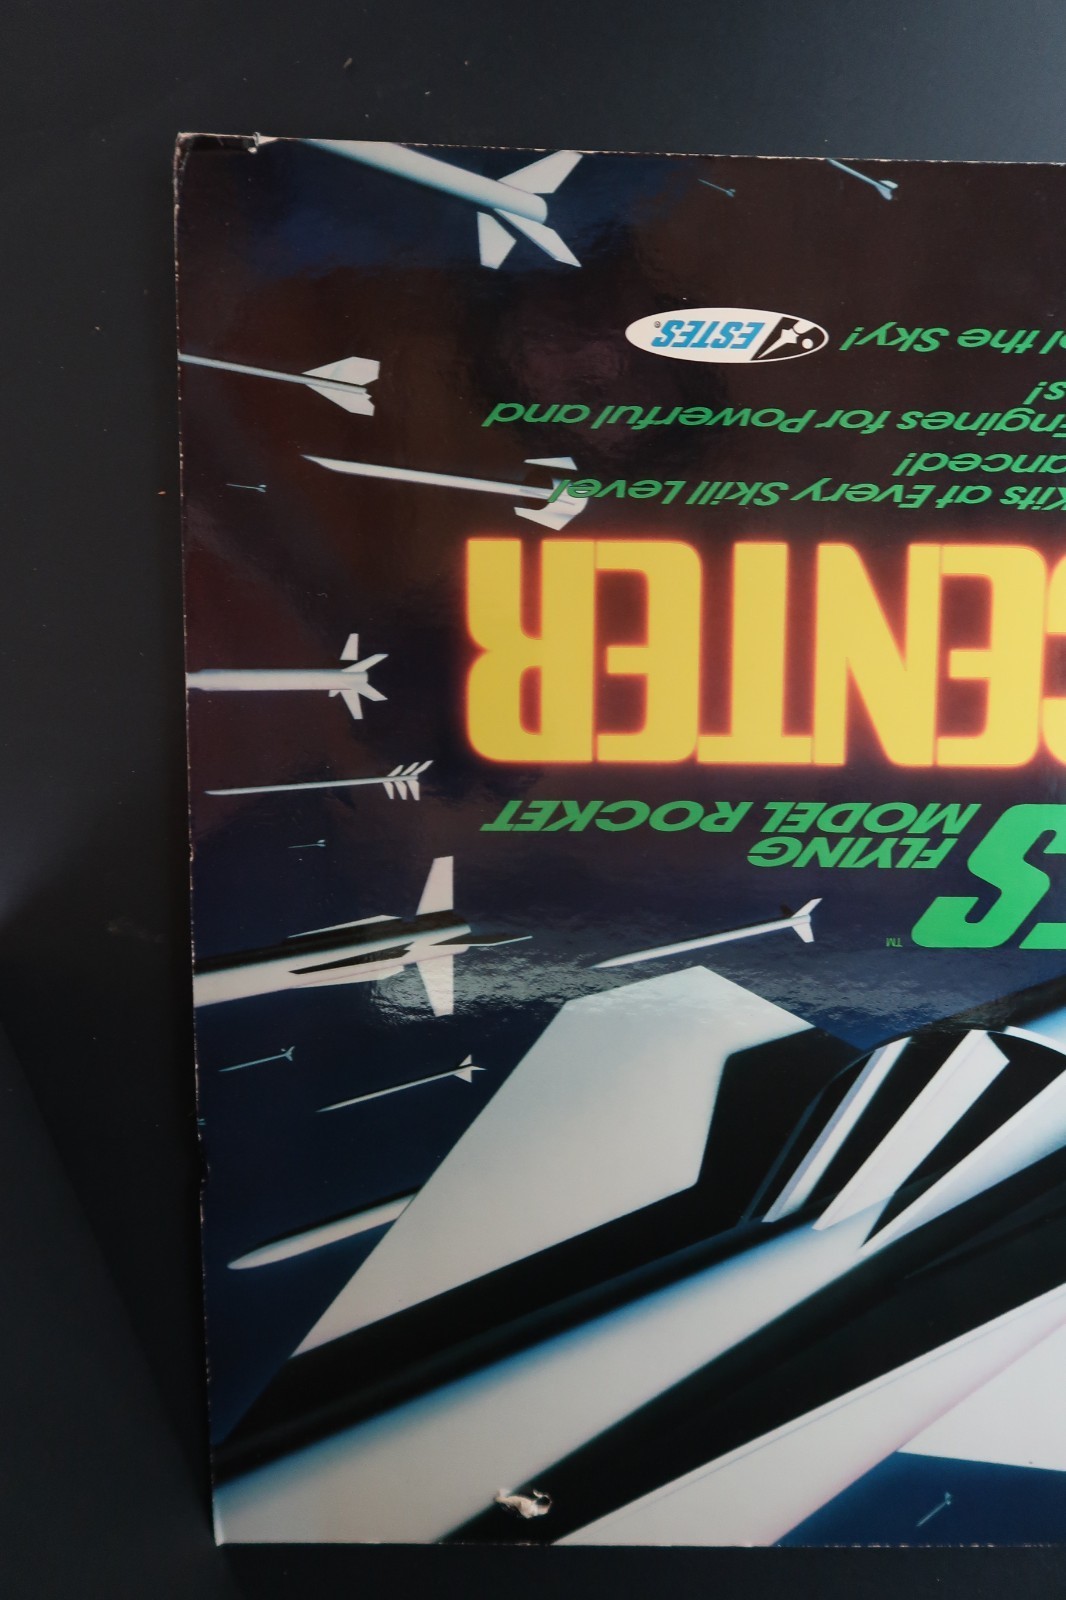 S™
FLYING
MODEL ROCKET
CENTER
Kits at Every Skill Level
anced!
Engines for Powerful and
s!
l the Sky!
ESTES®